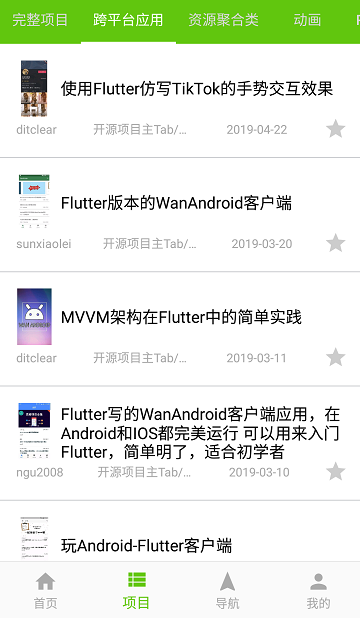 完整项目 跨平台应用 资源聚合类 动画
使用Flutter仿写TikTok的手势交互效果
ditclear 开源项目主Tab/... 2019-04-22
Flutter版本的WanAndroid客户端
sunxiaolei 开源项目主Tab/... 2019-03-20
MVVM架构在Flutter中的简单实践
ditclear 开源项目主Tab/... 2019-03-11
Flutter写的WanAndroid客户端应用，在
Android和IOS都完美运行 可以用来入门
Flutter，简单明了，适合初学者
ngu2008 开源项目主Tab/... 2019-03-10
玩Android-Flutter客户端
首页 项目 导航 我的